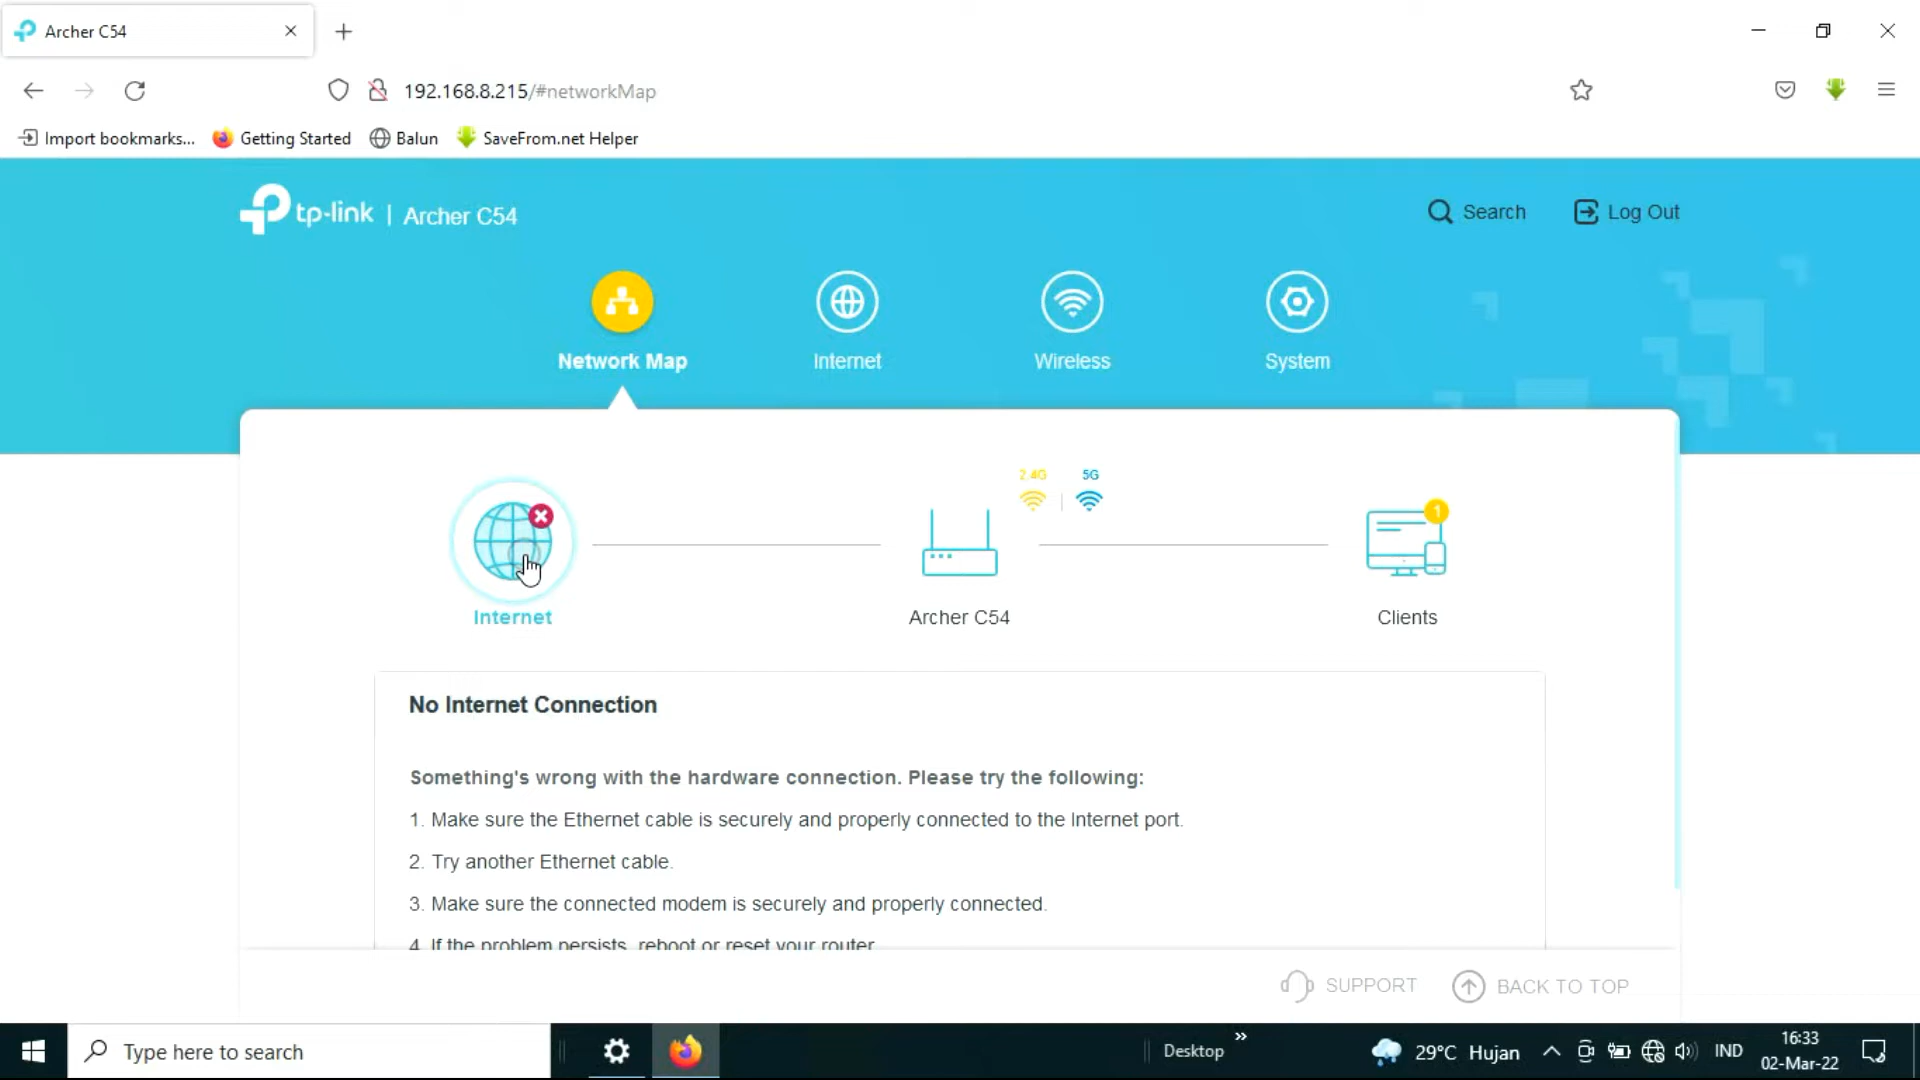 Archer C54
192.168.8.215/#networkMap
Import bookmarks...
Getting Started
Balun
SaveFrom.net Helper
tp-link | Archer C54
Search
Log Out
Network Map
Internet
Wireless
System
2.4G
5G
1
Internet
Archer C54
Clients
No Internet Connection
Something's wrong with the hardware connection. Please try the following:
1. Make sure the Ethernet cable is securely and properly connected to the Internet port.
2. Try another Ethernet cable.
3. Make sure the connected modem is securely and properly connected.
4. If the problem persists, reboot or reset your router
SUPPORT
BACK TO TOP
Type here to search
Desktop
29°C Hujan
IND
16:33
02-Mar-22